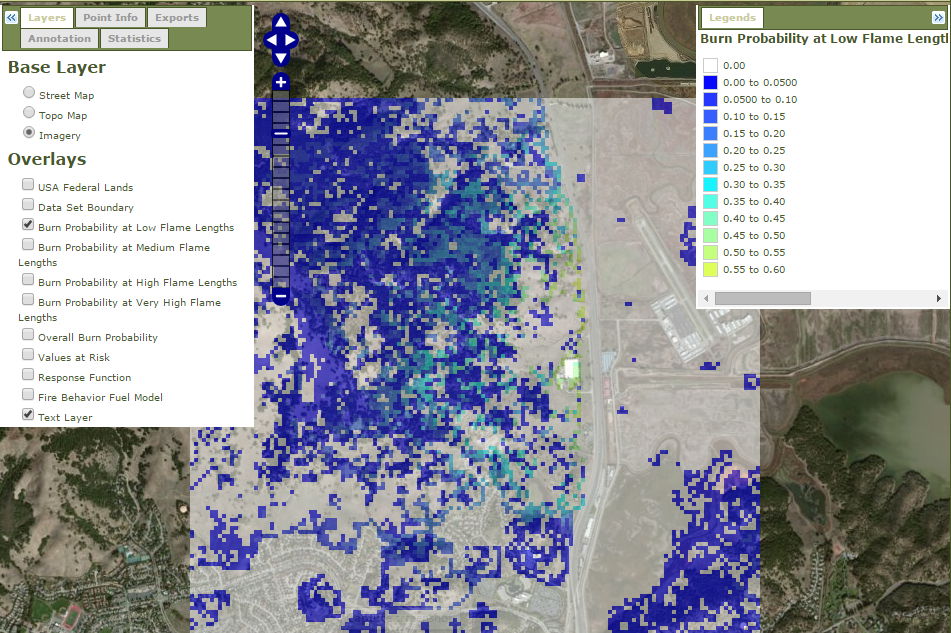 Layers Point Info Exports
Annotation Statistics
Base Layer
Street Map
Topo Map
Imagery
Overlays
USA Federal Lands
Data Set Boundary
Burn Probability at Low Flame Lengths
Burn Probability at Medium Flame
Lengths
Burn Probability at High Flame Lengths
Burn Probability at Very High Flame
Lengths
Overall Burn Probability
Values at Risk
Response Function
Fire Behavior Fuel Model
Text Layer
Legends
Burn Probability at Low Flame Lengt
0.00
0.00 to 0.0500
0.0500 to 0.10
0.10 to 0.15
0.15 to 0.20
0.20 to 0.25
0.25 to 0.30
0.30 to 0.35
0.35 to 0.40
0.40 to 0.45
0.45 to 0.50
0.50 to 0.55
0.55 to 0.60